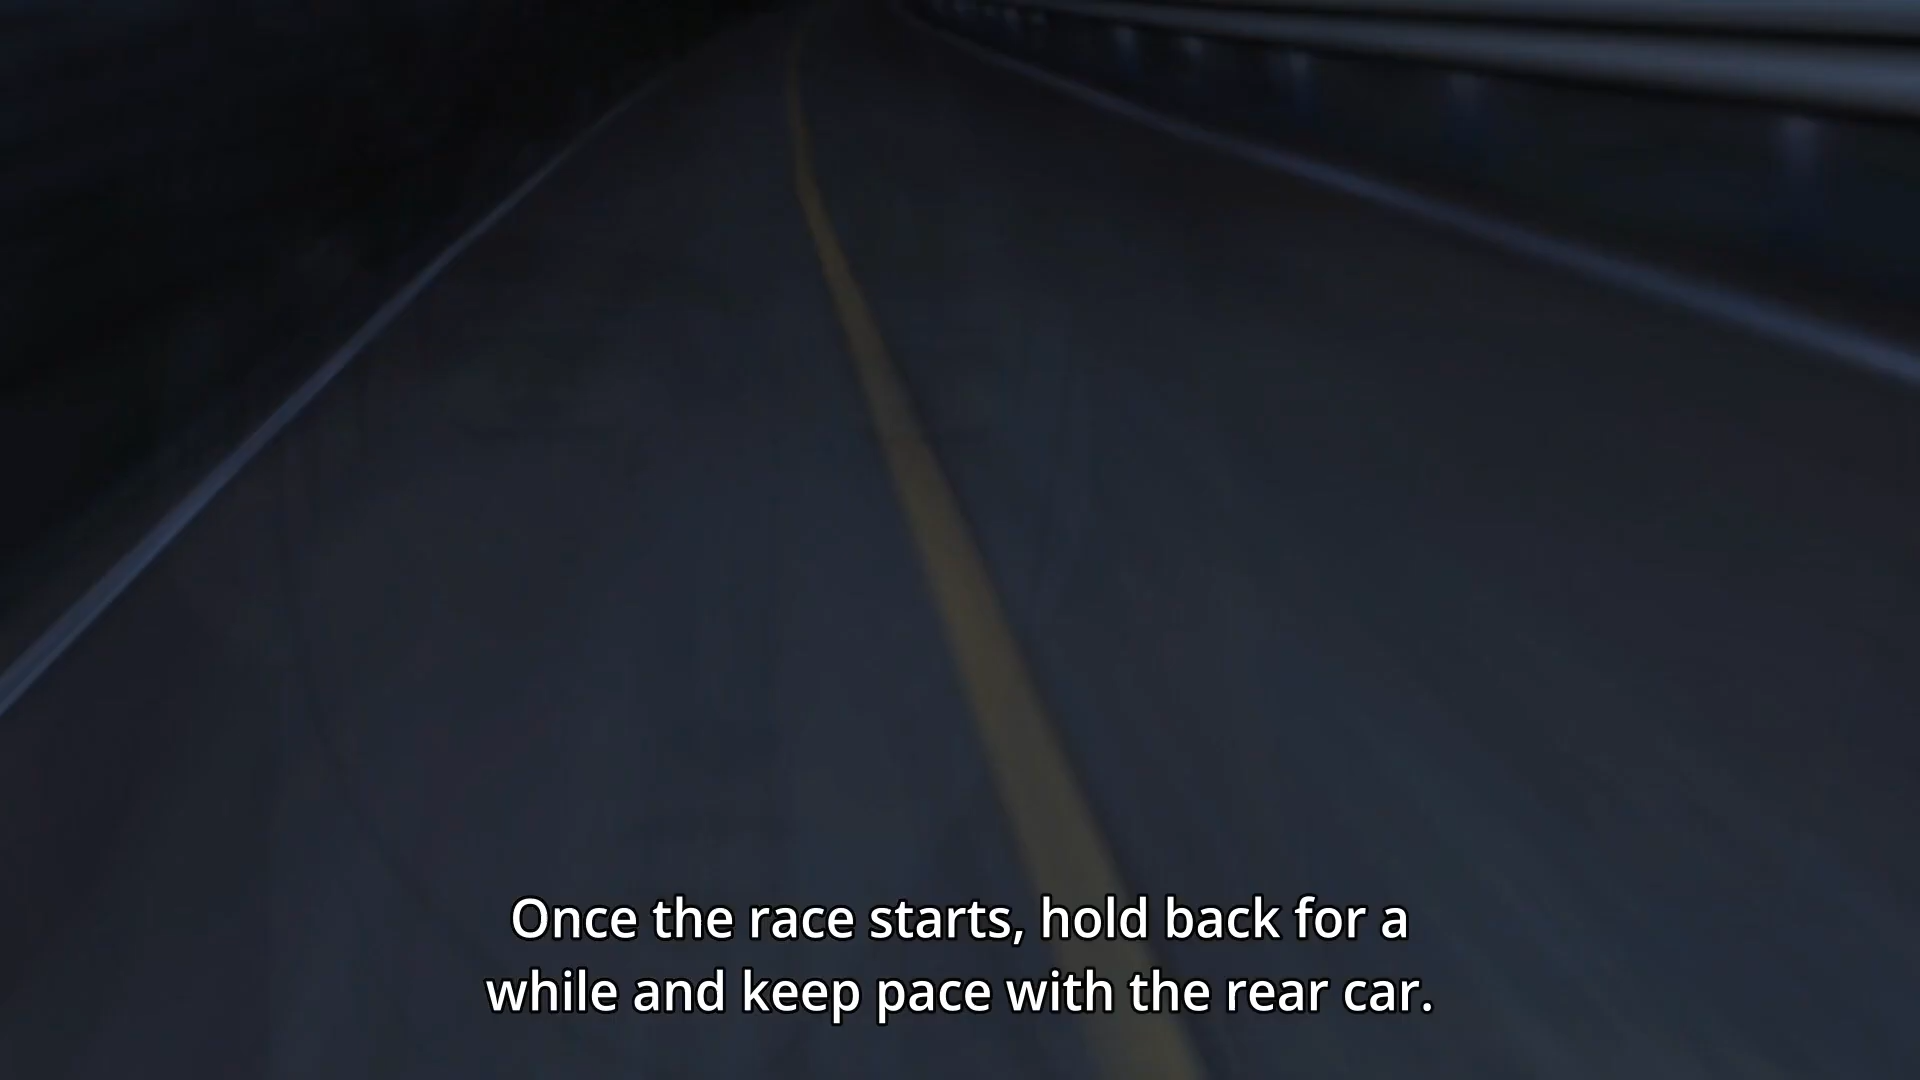 Once the race starts, hold back for a
while and keep pace with the rear car.